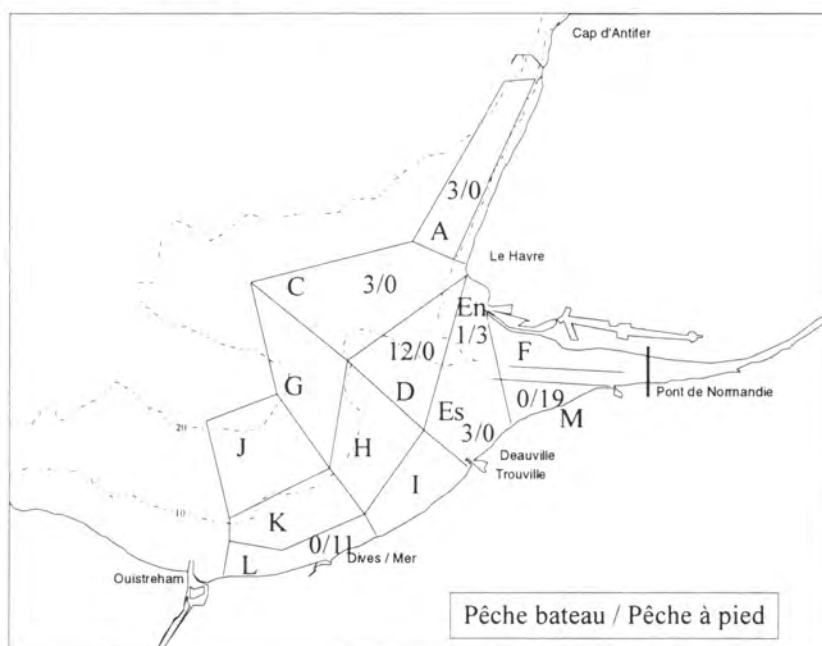 Cap d'Antifer
3/0
A
Le Havre
C
3/0
En
1/3
12/0
F
G
D
0/19
Pont de Normandie
Es
M
20
J
H
3/0
Deauville
Trouville
I
10
K
0/11
Dives / Mer
Ouistreham
L
Pêche bateau / Pêche à pied